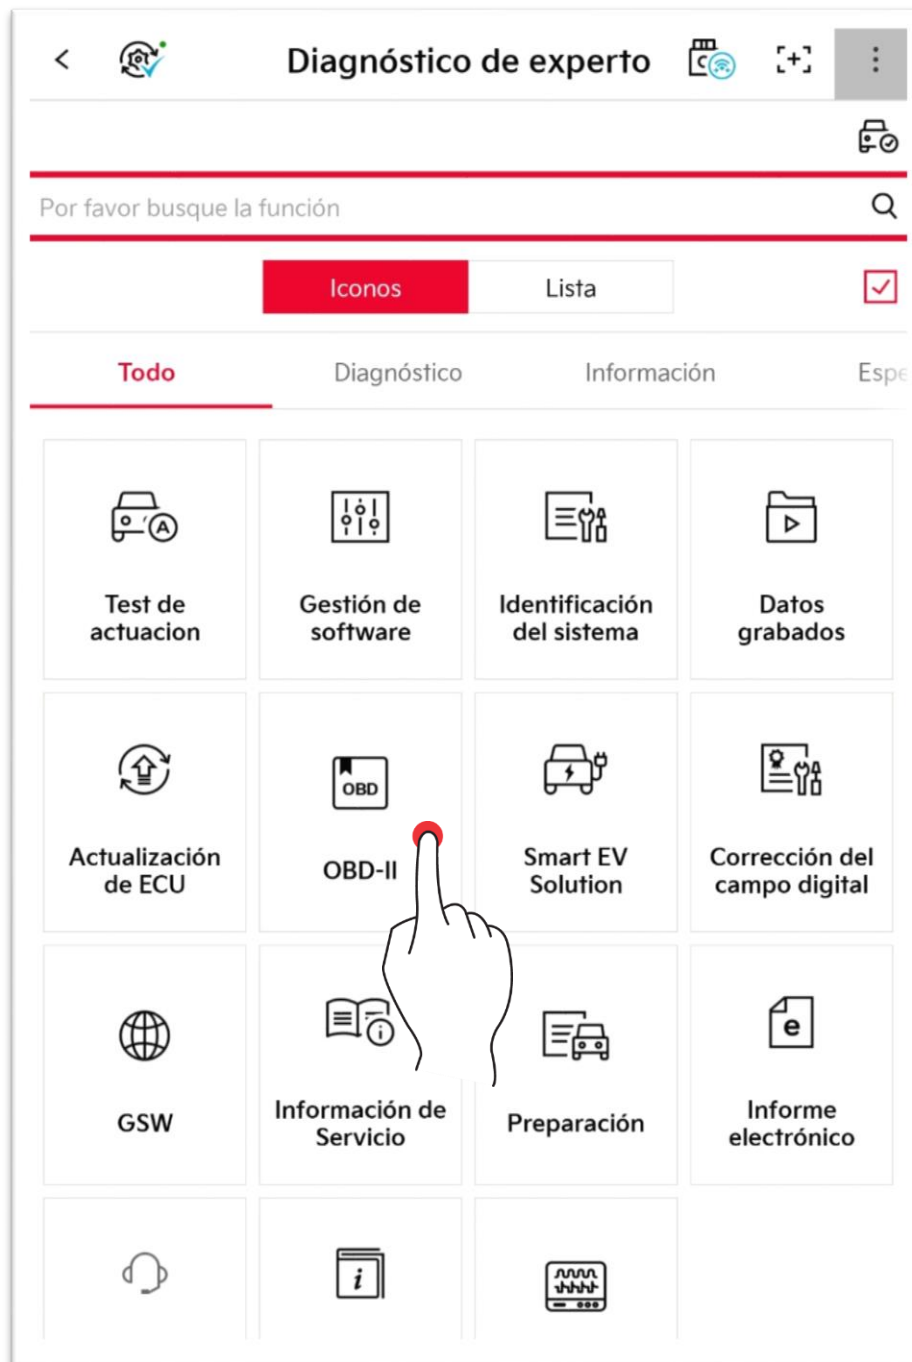 Diagnóstico de experto
Por favor busque la función
Iconos
Lista
Todo
Diagnóstico
Información
Espe
A
Test de
actuacion
Gestión de
software
Identificación
del sistema
Datos
grabados
Actualización
de ECU
OBD
OBD-II
Smart EV
Solution
Corrección del
campo digital
GSW
i
Información de
Servicio
Preparación
e
Informe
electrónico
i